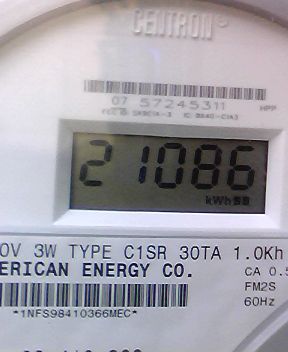 CENTRON®
07 57245311 HPP
21086
kWh
0V 3W TYPE C1SR 30TA 1.0Kh
ERICAN ENERGY CO. CA 0.5
FM2S
60Hz
*1NFS98410366MEC*